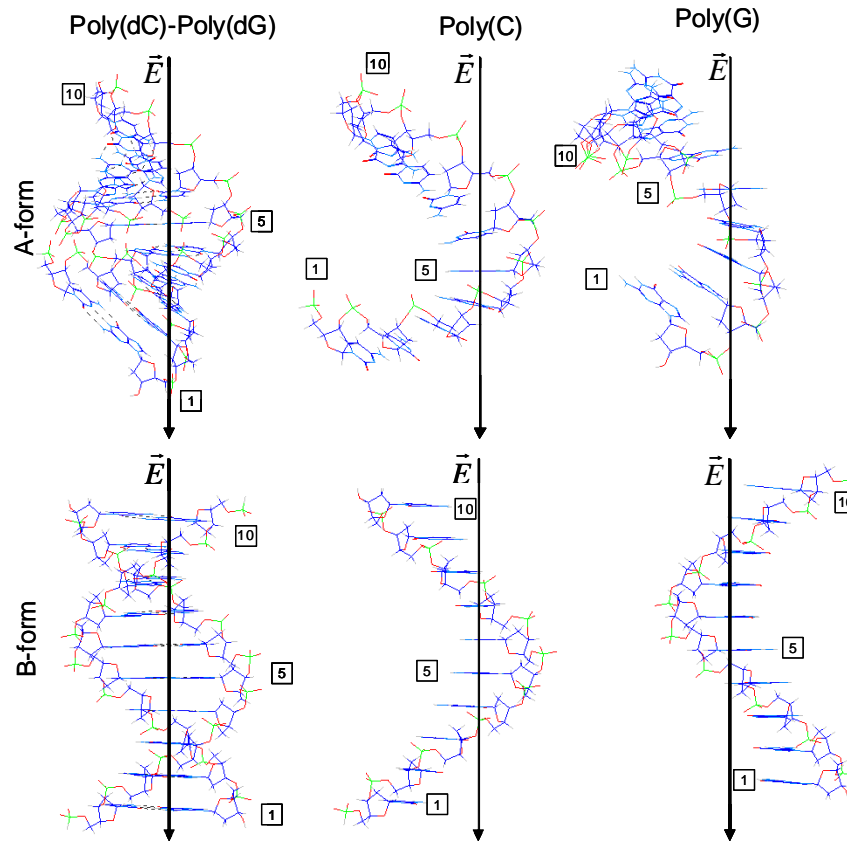 Poly(dC)-Poly(dG) Poly(C) Poly(G)
A-form
E⃗ E⃗ E⃗
10 10 10
5 5 5
1 1 1
B-form
E⃗ E⃗ E⃗
10 10 10
5 5 5
1 1 1